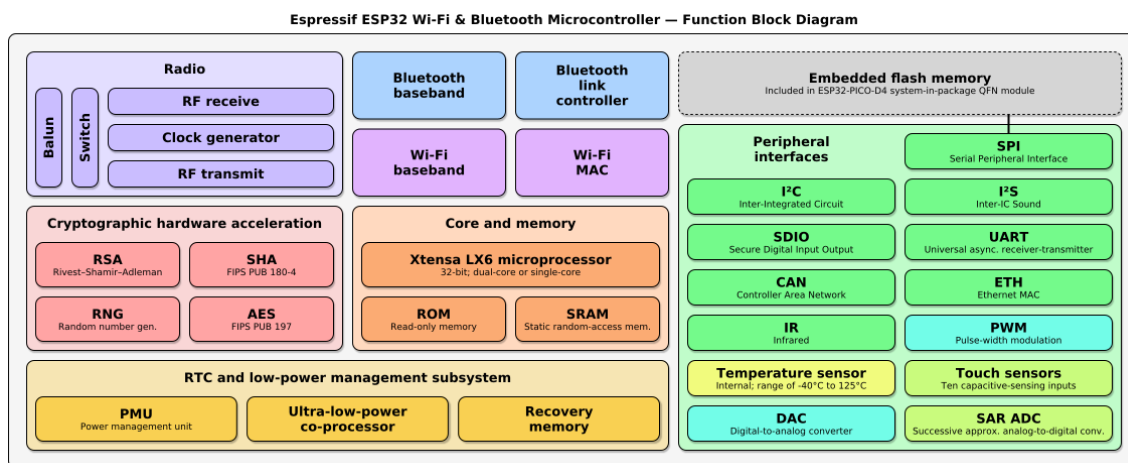 Espressif ESP32 Wi-Fi & Bluetooth Microcontroller — Function Block Diagram
Radio
Balun
Switch
RF receive
Clock generator
RF transmit
Bluetooth
baseband
Bluetooth
link
controller
Wi-Fi
baseband
Wi-Fi
MAC
Embedded flash memory
Included in ESP32-PICO-D4 system-in-package QFN module
Cryptographic hardware acceleration
RSA
Rivest–Shamir–Adleman
SHA
FIPS PUB 180-4
RNG
Random number gen.
AES
FIPS PUB 197
Core and memory
Xtensa LX6 microprocessor
32-bit; dual-core or single-core
ROM
Read-only memory
SRAM
Static random-access mem.
RTC and low-power management subsystem
PMU
Power management unit
Ultra-low-power
co-processor
Recovery
memory
Peripheral
interfaces
SPI
Serial Peripheral Interface
I²C
Inter-Integrated Circuit
I²S
Inter-IC Sound
SDIO
Secure Digital Input Output
UART
Universal async. receiver-transmitter
CAN
Controller Area Network
ETH
Ethernet MAC
IR
Infrared
PWM
Pulse-width modulation
Temperature sensor
Internal; range of -40°C to 125°C
Touch sensors
Ten capacitive-sensing inputs
DAC
Digital-to-analog converter
SAR ADC
Successive approx. analog-to-digital conv.